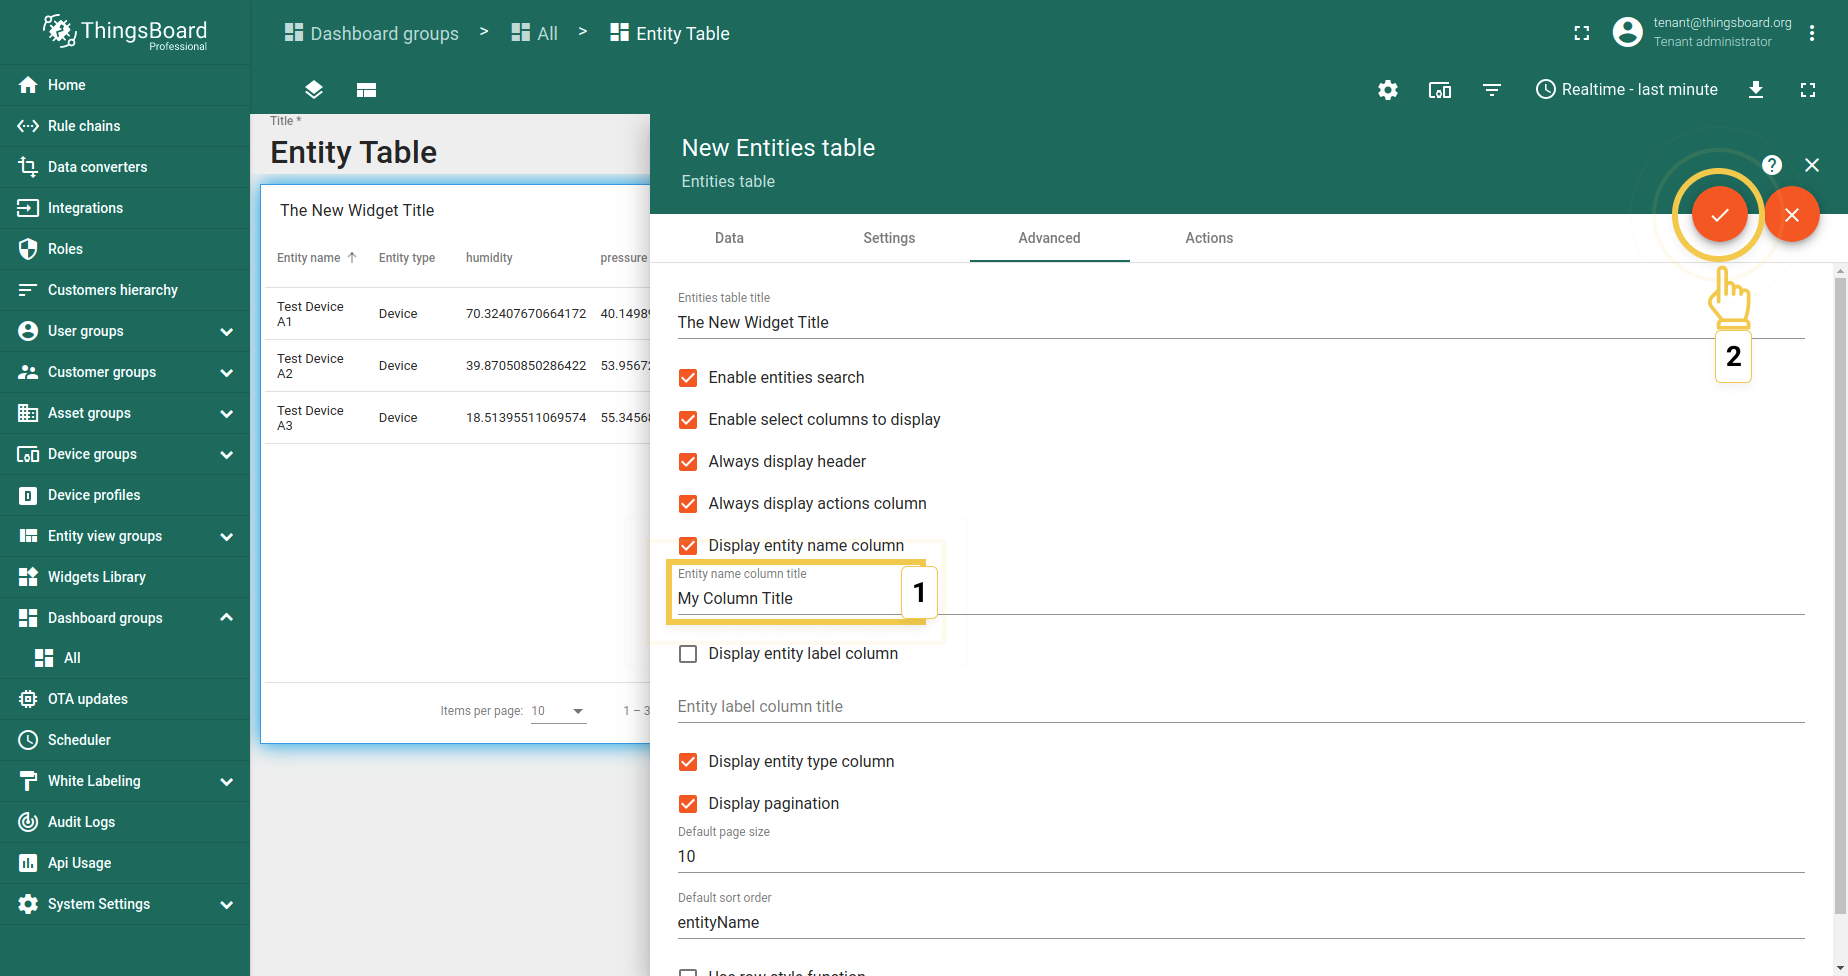 ThingsBoard
Professional
Dashboard groups > All > Entity Table
tenant@thingsboard.org
Tenant administrator
Home
Rule chains
Data converters
Integrations
Roles
Customers hierarchy
User groups
Customer groups
Asset groups
Device groups
Device profiles
Entity view groups
Widgets Library
Dashboard groups
All
OTA updates
Scheduler
White Labeling
Audit Logs
Api Usage
System Settings
Realtime - last minute
Title *
Entity Table
The New Widget Title
Entity name Entity type humidity pressure
Test Device
A1
Device 70.32407670664172 40.1498
Test Device
A2
Device 39.87050850286422 53.9567
Test Device
A3
Device 18.51395511069574 55.3456
Items per page: 10 1 – 3
New Entities table
Entities table
?
Data Settings Advanced Actions
2
Entities table title
The New Widget Title
Enable entities search
Enable select columns to display
Always display header
Always display actions column
Display entity name column
Entity name column title
My Column Title
1
Display entity label column
Entity label column title
Display entity type column
Display pagination
Default page size
10
Default sort order
entityName
Use row style function